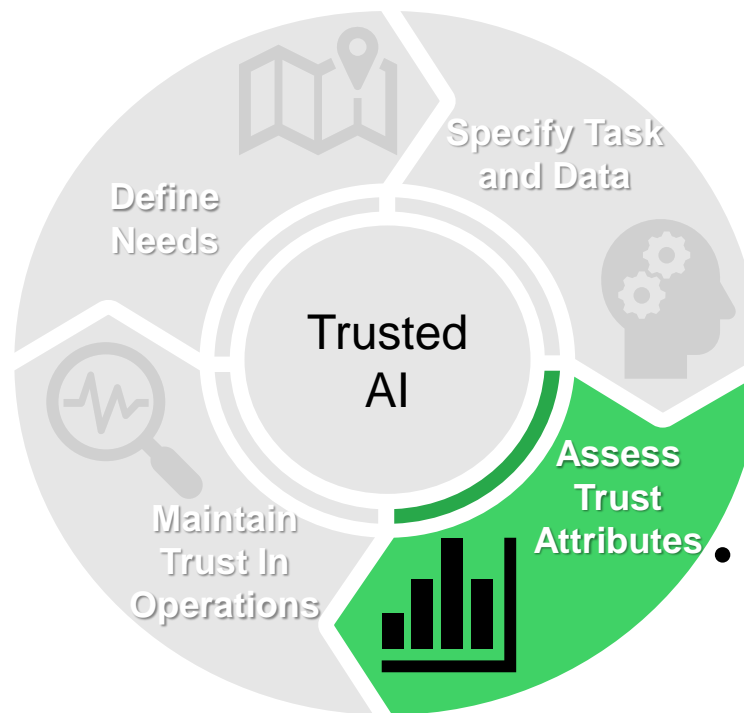 Define
Needs
Specify Task
and Data
Trusted
AI
Assess
Trust
Attributes
Maintain
Trust In
Operations